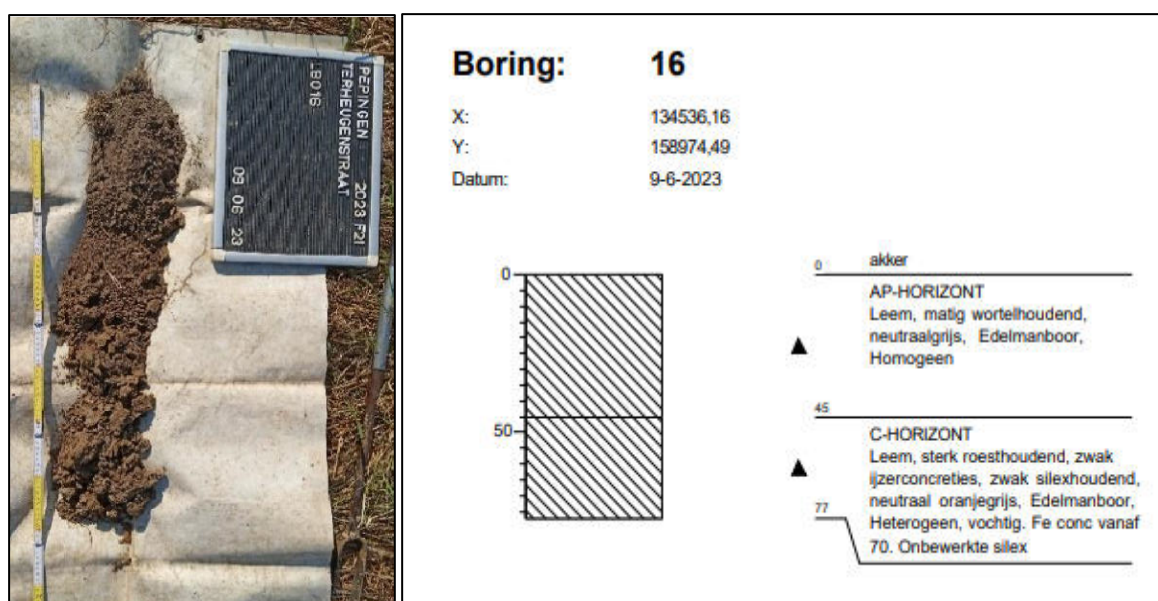 PEPINGEN 2023 F21
TERHEUGENSTRAAT
LB016
09 06 23
Boring: 16
X: 134536,16
Y: 158974,49
Datum: 9-6-2023
0
50
0 akker
AP-HORIZONT
Leem, matig wortelhoudend,
neutraalgrijs, Edelmanboor,
Homogeen
45
C-HORIZONT
Leem, sterk roesthoudend, zwak
ijzerconcreties, zwak silexhoudend,
neutraal oranjegrijs, Edelmanboor,
Heterogeen, vochtig. Fe conc vanaf
77
70. Onbewerkte silex